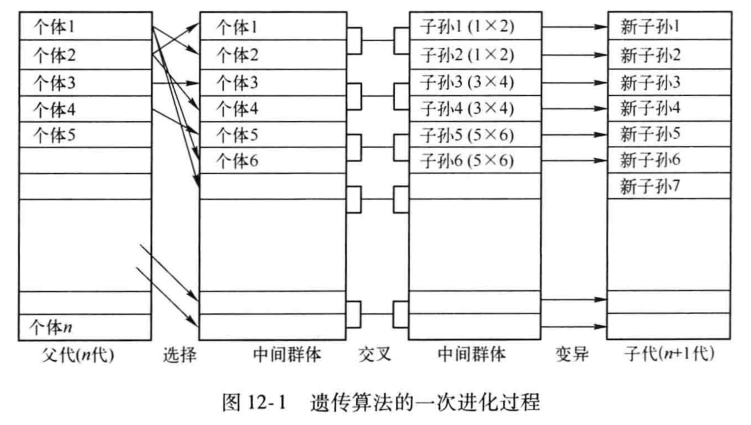 个体1 个体1 子孙1 (1×2) 新子孙1
个体2 个体2 子孙2 (1×2) 新子孙2
个体3 个体3 子孙3 (3×4) 新子孙3
个体4 个体4 子孙4 (3×4) 新子孙4
个体5 个体5 子孙5 (5×6) 新子孙5
个体6 子孙6 (5×6) 新子孙6
新子孙7
个体n
父代(n代) 选择 中间群体 交叉 中间群体 变异 子代(n+1代)
图 12-1 遗传算法的一次进化过程